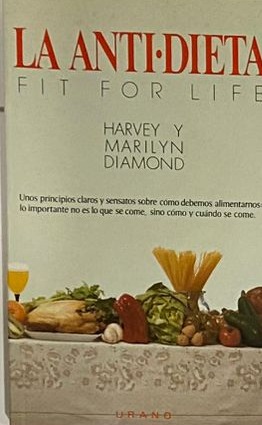 LA ANTI·DIETA
FIT FOR LIFE
HARVEY Y
MARILYN
DIAMOND
Unos principios claros y sensatos sobre cómo debemos alimentarnos:
lo importante no es lo que se come, sino cómo y cuándo se come.
URANO